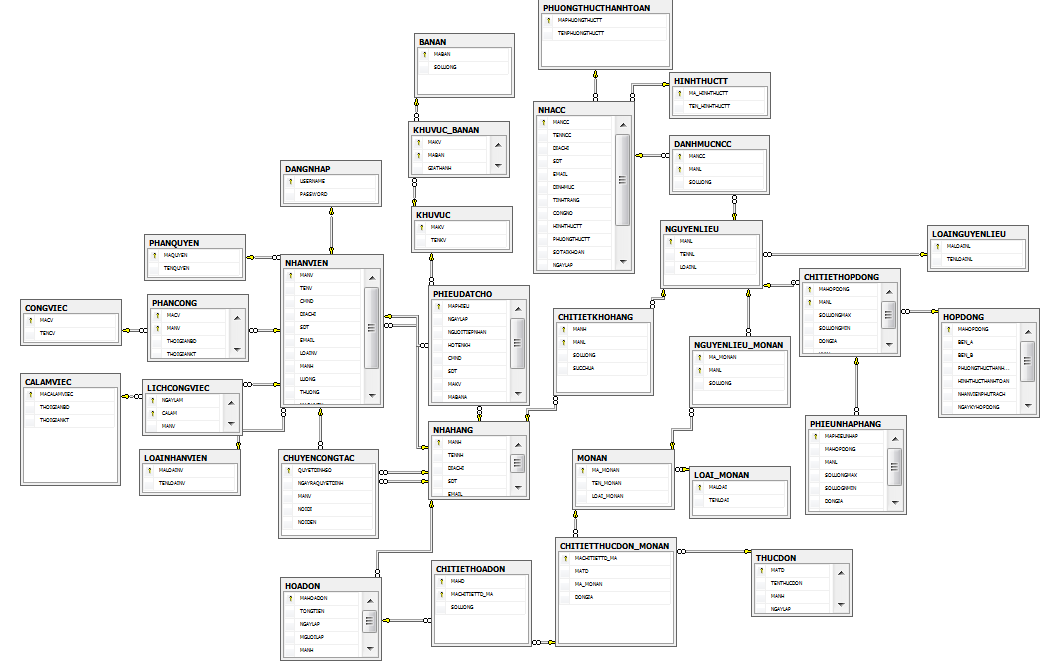 PHUONGTHUCTHANHTOAN
MAPHUONGTHUCTT
TENPHUONGTHUCTT
BANAN
MABAN
SOLUONG
HINHTHUCTT
MA_HINHTHUCTT
TEN_HINHTHUCTT
NHACC
MANCC
TENNCC
DIACHI
SDT
EMAIL
DINHMUC
TINHTRANG
CONGNO
HINHTHUCTT
PHUONGTHUCTT
SOTAIKHOAN
NGAYLAP
KHUVUC_BANAN
MAKV
MABAN
GIATHANH
DANHMUCNCC
MANCC
MANL
SOLUONG
DANGNHAP
USERNAME
PASSWORD
KHUVUC
MAKV
TENKV
NGUYENLIEU
MANL
TENNL
LOAINL
LOAINGUYENLIEU
MALOAINL
TENLOAINL
PHANQUYEN
MAQUYEN
TENQUYEN
NHANVIEN
MANV
TENV
CMND
DIACHI
SDT
EMAIL
LOAINV
MANH
LUONG
THUONG
CHITIETHOPDONG
MAHOPDONG
MANL
SOLUONGMAX
SOLUONGMIN
DONGIA
PHIEUDATCHO
MAPHIEU
NGAYLAP
NGUOITIEPNHAN
HOTENKH
CMND
SDT
MAKV
MABANA
PHANCONG
MACV
MANV
THOIGIANBD
THOIGIANKT
CONGVIEC
MACV
TENCV
CHITIETKHOHANG
MANH
MANL
SOLUONG
SUCCHUA
HOPDONG
MAHOPDONG
BEN_A
BEN_B
PHUONGTHUCTHANH...
HINHTHUCTHANHTOAN
NHANVIENPHUTRACH
NGAYKYHOPDONG
NGUYENLIEU_MONAN
MA_MONAN
MANL
SOLUONG
CALAMVIEC
MACALAMVIEC
THOIGIANBD
THOIGIANKT
LICHCONGVIEC
NGAYLAM
CALAM
MANV
PHIEUNHAPHANG
MAPHIEUNHAP
MAHOPDONG
MANL
SOLUONGMAX
SOLUOGNMIN
DONGIA
NHAHANG
MANH
TENNH
DIACHI
SDT
EMAIL
LOAINHANVIEN
MALOAINV
TENLOAINV
CHUYENCONGTAC
QUYETDINHSO
NGAYRAQUYETDINH
MANV
NOIDI
NOIDEN
MONAN
MA_MONAN
TEN_MONAN
LOAI_MONAN
LOAI_MONAN
MALOAI
TENLOAI
CHITIETTHUCDON_MONAN
MACHITIETTD_MA
MATD
MA_MONAN
DONGIA
THUCDON
MATD
TENTHUCDON
MANH
NGAYLAP
CHITIETHOADON
MAHD
MACHITIETTD_MA
SOLUONG
HOADON
MAHOADON
TONGTIEN
NGAYLAP
MGUOILAP
MANH